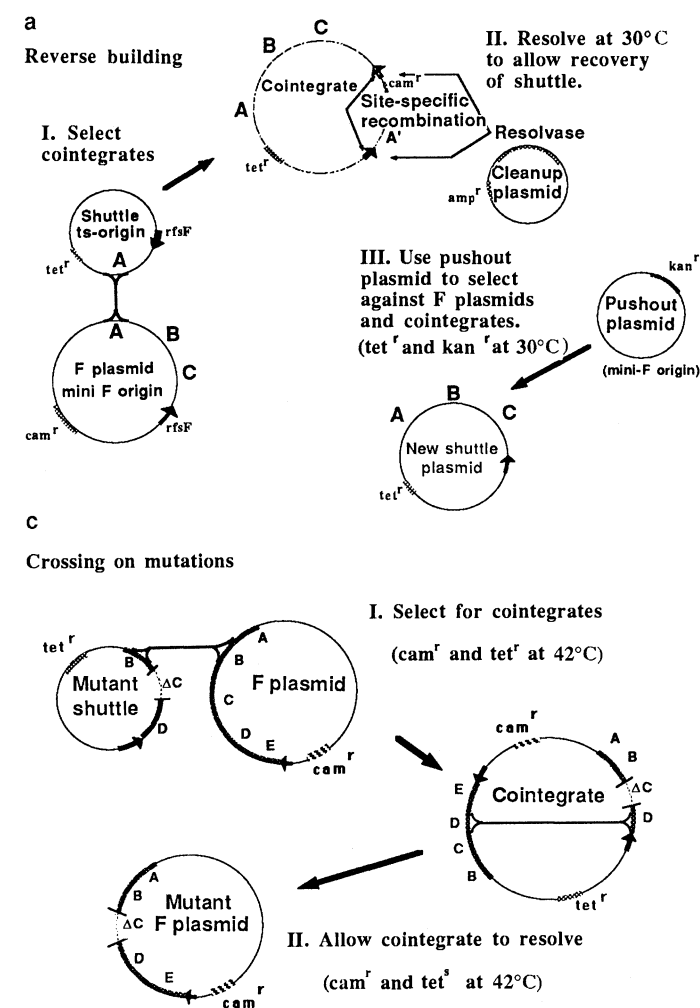 a
Reverse building
I. Select
cointegrates
Shuttle
ts-origin
rfsF
tet^r
A
A
B
C
F plasmid
mini F origin
cam^r
rfsF
C
B
A
Cointegrate
cam^r
Site-specific
recombination
A'
tet^r
II. Resolve at 30°C
to allow recovery
of shuttle.
Resolvase
Cleanup
plasmid
amp^r
III. Use pushout
plasmid to select
against F plasmids
and cointegrates.
(tet^r and kan^r at 30°C)
kan^r
Pushout
plasmid
(mini-F origin)
A
B
C
New shuttle
plasmid
tet^r
c
Crossing on mutations
tet^r
B
ΔC
D
Mutant
shuttle
A
B
C
D
E
F plasmid
cam^r
I. Select for cointegrates
(cam^r and tet^r at 42°C)
cam^r
A
B
ΔC
D
E
D
C
B
Cointegrate
tet^r
A
B
ΔC
D
E
Mutant
F plasmid
cam^r
II. Allow cointegrate to resolve
(cam^r and tet^s at 42°C)